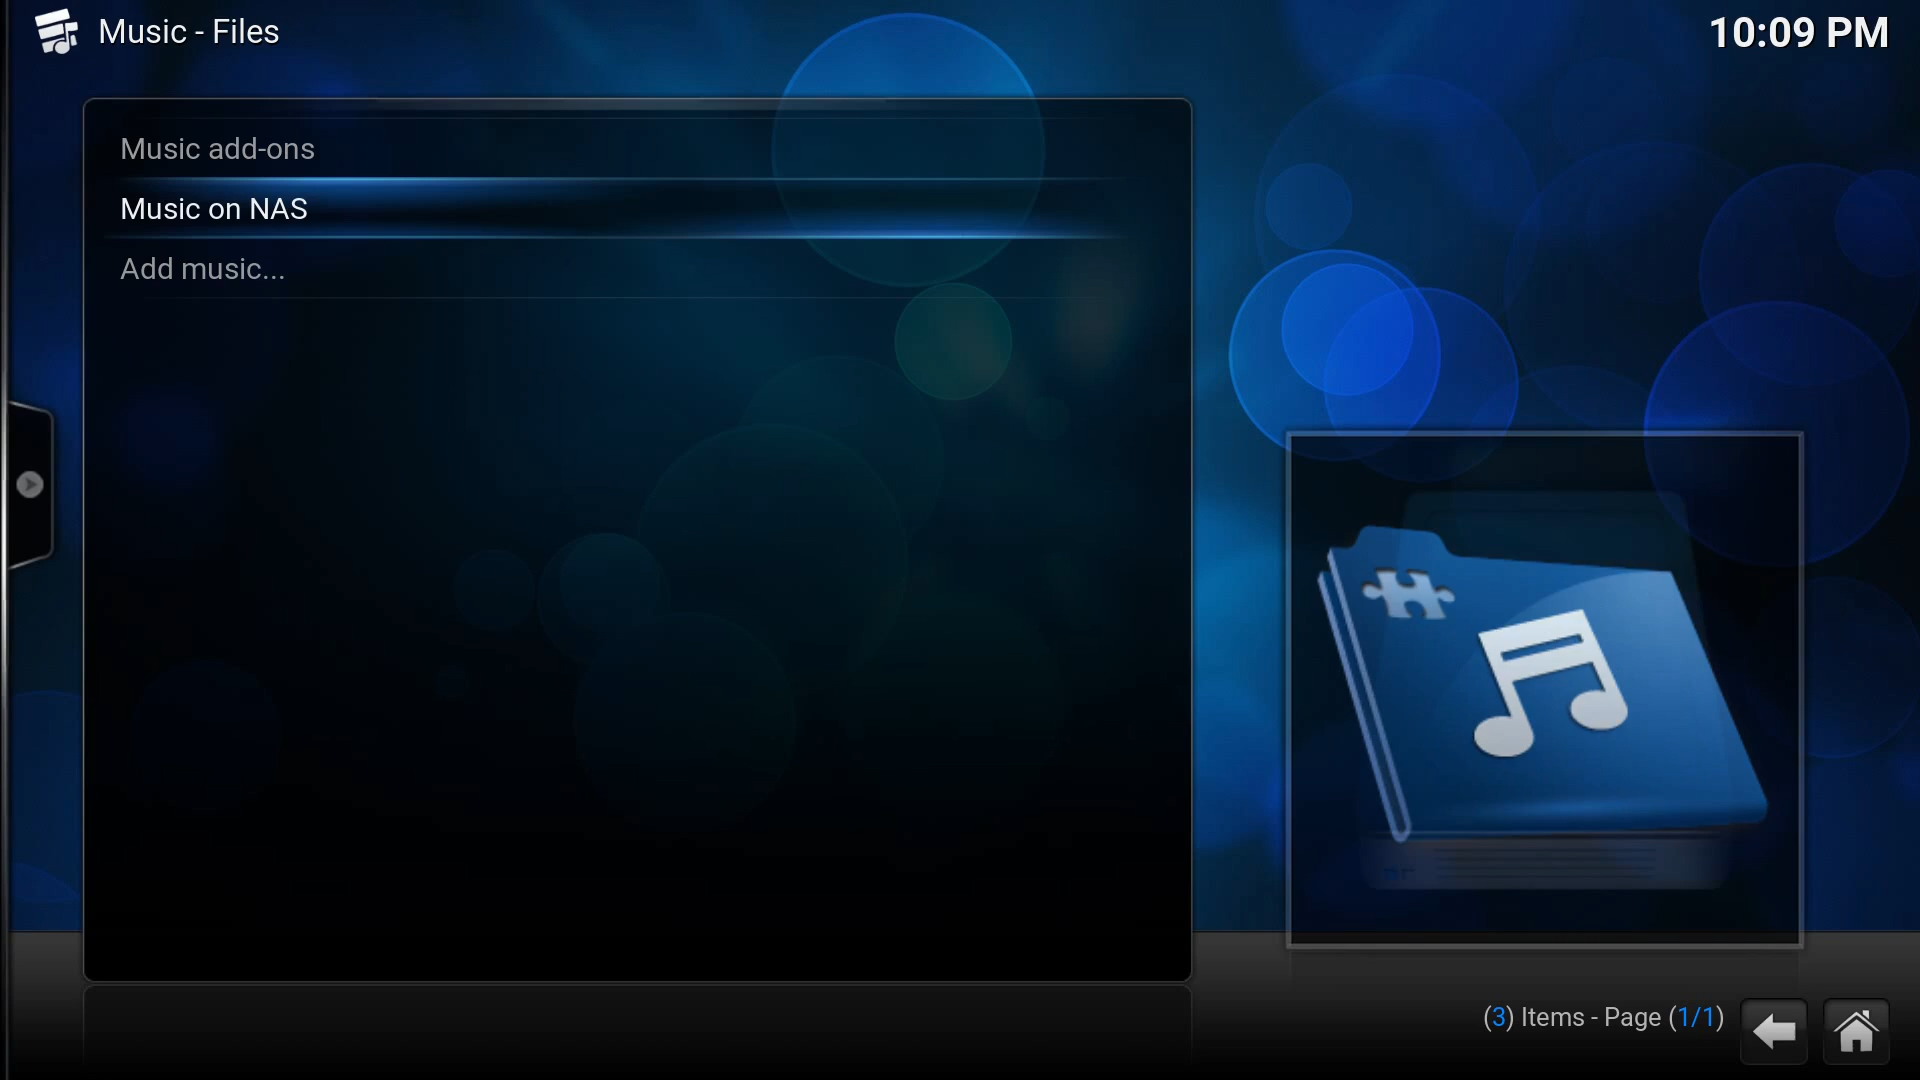 Music - Files
10:09 PM
Music add-ons
Music on NAS
Add music...
(3) Items - Page (1/1)